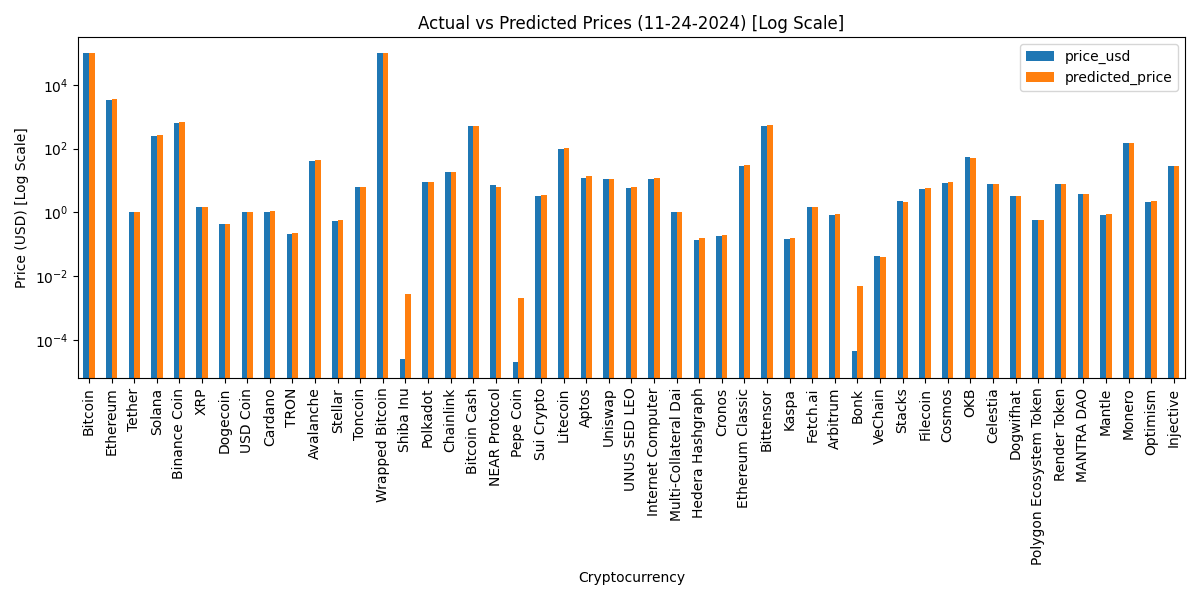 Actual vs Predicted Prices (11-24-2024) [Log Scale]
price_usd
predicted_price
Price (USD) [Log Scale]
10^4
10^2
10^0
10^-2
10^-4
Bitcoin
Ethereum
Tether
Solana
Binance Coin
XRP
Dogecoin
USD Coin
Cardano
TRON
Avalanche
Stellar
Toncoin
Wrapped Bitcoin
Shiba Inu
Polkadot
Chainlink
Bitcoin Cash
NEAR Protocol
Pepe Coin
Sui Crypto
Litecoin
Aptos
Uniswap
UNUS SED LEO
Internet Computer
Multi-Collateral Dai
Hedera Hashgraph
Cronos
Ethereum Classic
Bittensor
Kaspa
Fetch.ai
Arbitrum
Bonk
VeChain
Stacks
Filecoin
Cosmos
OKB
Celestia
Dogwifhat
Polygon Ecosystem Token
Render Token
MANTRA DAO
Mantle
Monero
Optimism
Injective
Cryptocurrency